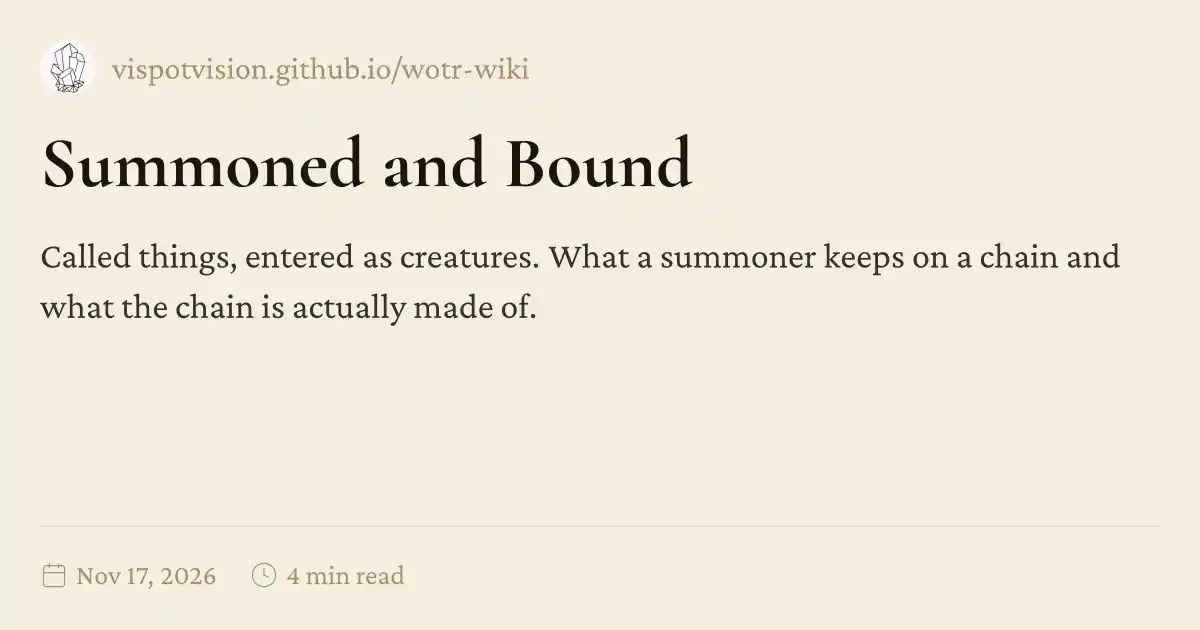 vispotvision.github.io/wotr-wiki
Summoned and Bound
Called things, entered as creatures. What a summoner keeps on a chain and
what the chain is actually made of.
Nov 17, 2026
4 min read